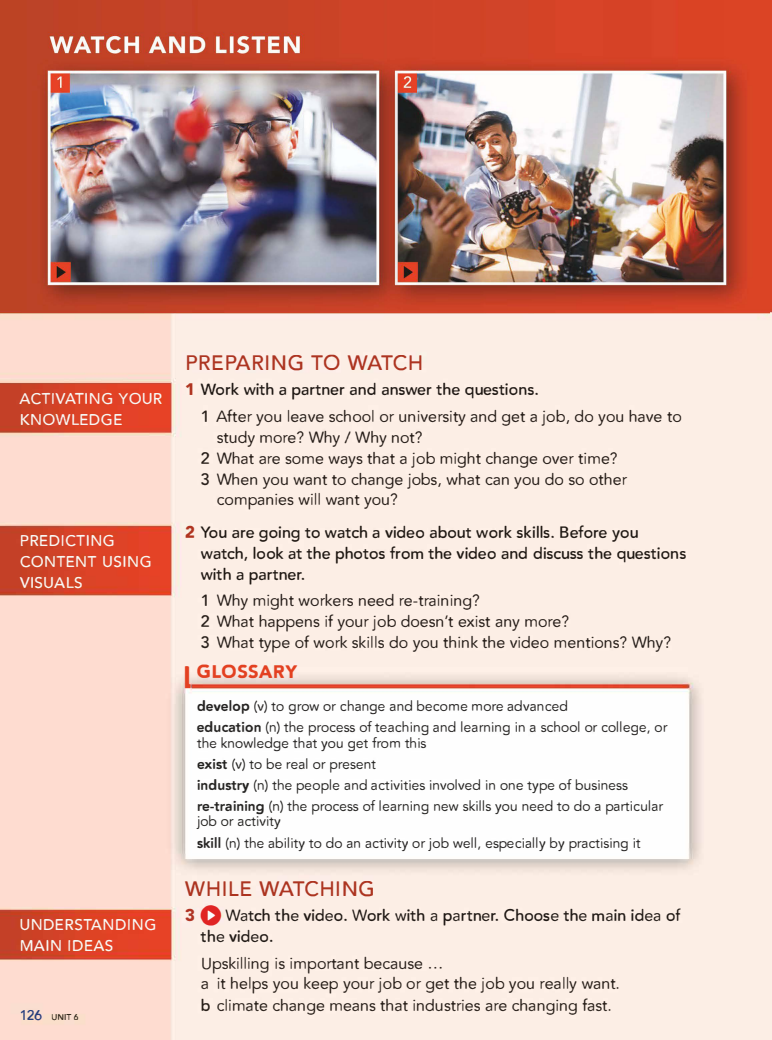 WATCH AND LISTEN
1
2
PREPARING TO WATCH
ACTIVATING YOUR
KNOWLEDGE
1 Work with a partner and answer the questions.
1 After you leave school or university and get a job, do you have to
study more? Why / Why not?
2 What are some ways that a job might change over time?
3 When you want to change jobs, what can you do so other
companies will want you?
PREDICTING
CONTENT USING
VISUALS
2 You are going to watch a video about work skills. Before you
watch, look at the photos from the video and discuss the questions
with a partner.
1 Why might workers need re-training?
2 What happens if your job doesn't exist any more?
3 What type of work skills do you think the video mentions? Why?
GLOSSARY
develop (v) to grow or change and become more advanced
education (n) the process of teaching and learning in a school or college, or
the knowledge that you get from this
exist (v) to be real or present
industry (n) the people and activities involved in one type of business
re-training (n) the process of learning new skills you need to do a particular
job or activity
skill (n) the ability to do an activity or job well, especially by practising it
WHILE WATCHING
UNDERSTANDING
MAIN IDEAS
3 Watch the video. Work with a partner. Choose the main idea of
the video.
Upskilling is important because …
a it helps you keep your job or get the job you really want.
b climate change means that industries are changing fast.
126 UNIT 6